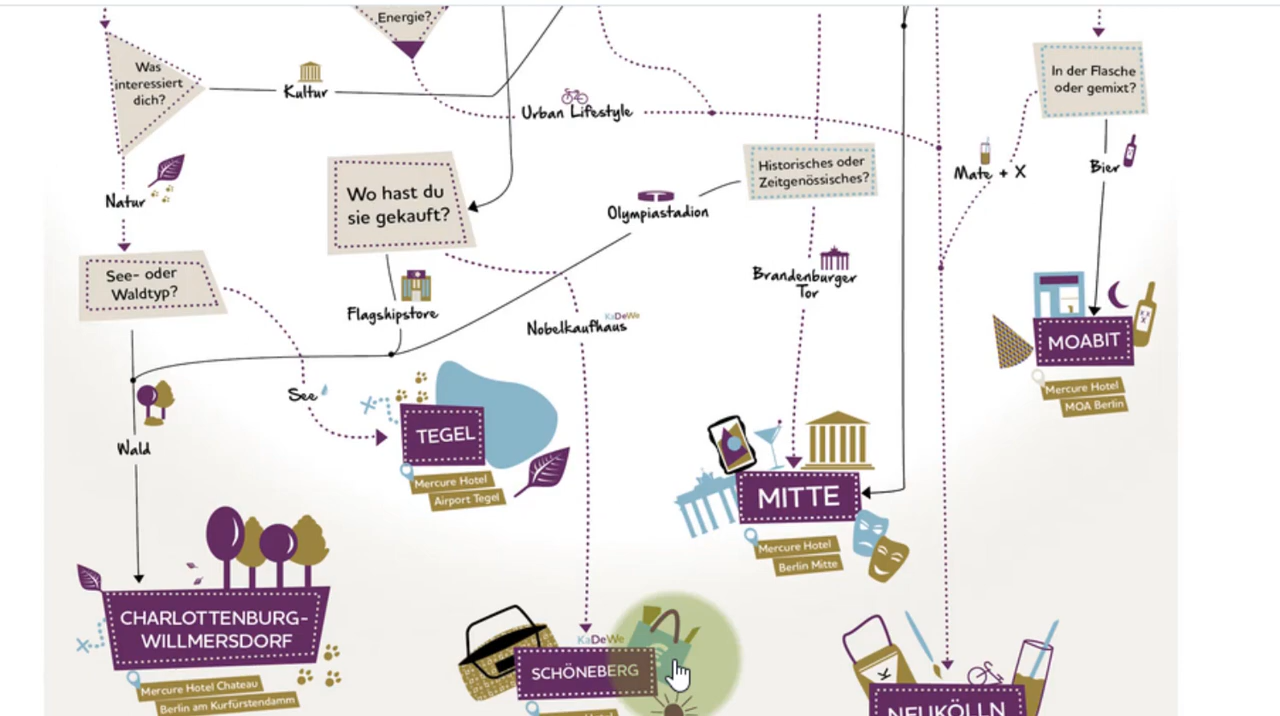 Energie?
Was
interessiert
dich?
Kultur
Urban Lifestyle
In der Flasche
oder gemixt?
Historisches oder
Zeitgenössisches?
Mate + X
Bier
Natur
Wo hast du
sie gekauft?
Olympiastadion
See- oder
Waldtyp?
Brandenburger
Tor
Flagshipstore
KaDeWe
Nobelkaufhaus
MOABIT
Mercure Hotel
MOA Berlin
See
Wald
TEGEL
Mercure Hotel
Airport Tegel
MITTE
Mercure Hotel
Berlin Mitte
CHARLOTTENBURG-
WILLMERSDORF
Mercure Hotel Chateau
Berlin am Kurfürstendamm
KaDeWe
SCHÖNEBERG
NEUKÖLLN